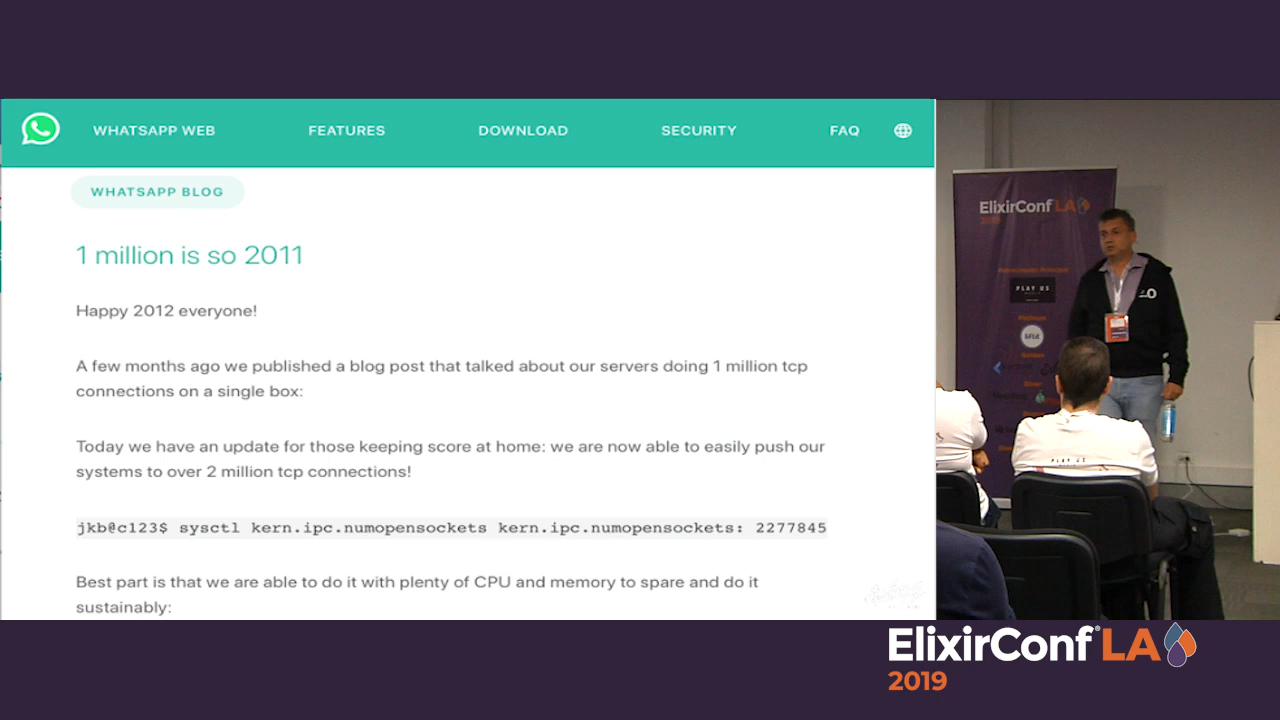 WHATSAPP WEB
FEATURES
DOWNLOAD
SECURITY
FAQ
WHATSAPP BLOG
1 million is so 2011
Happy 2012 everyone!
A few months ago we published a blog post that talked about our servers doing 1 million tcp
connections on a single box:
Today we have an update for those keeping score at home: we are now able to easily push our
systems to over 2 million tcp connections!
jkb@c123$ sysctl kern.ipc.numopensockets kern.ipc.numopensockets: 2277845
Best part is that we are able to do it with plenty of CPU and memory to spare and do it
sustainably:
ElixirConf LA
PLAY US
PLAY US
ElixirConf® LA
2019